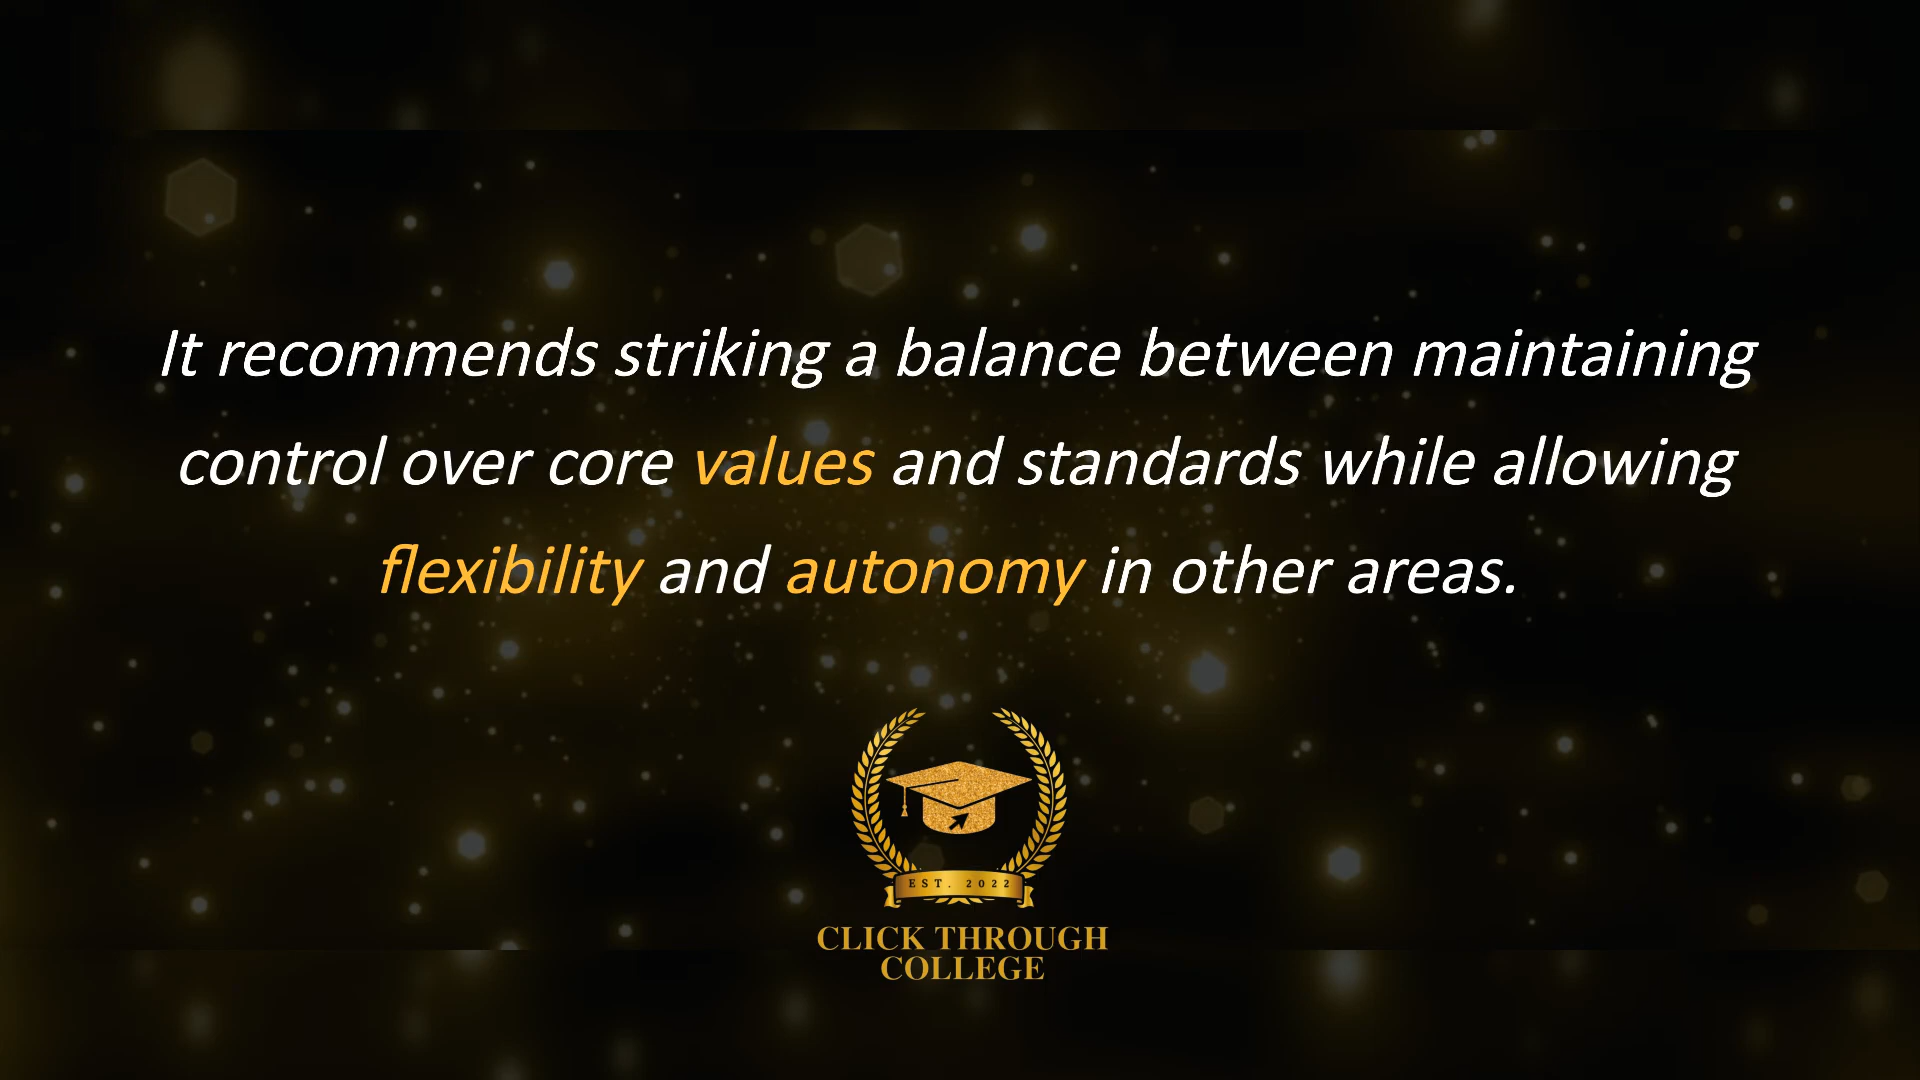 It recommends striking a balance between maintaining
control over core values and standards while allowing
flexibility and autonomy in other areas.
EST. 2022
CLICK THROUGH
COLLEGE